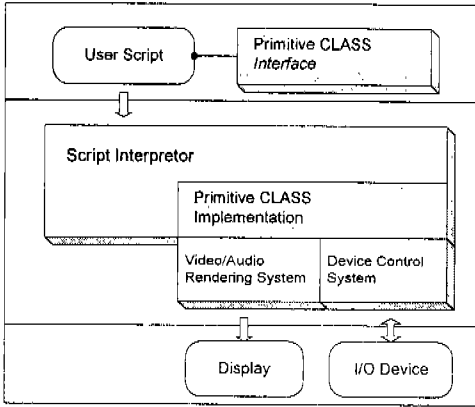 User Script
Primitive CLASS
Interface
Script Interpretor
Primitive CLASS
Implementation
Video/Audio
Rendering System
Device Control
System
Display
I/O Device